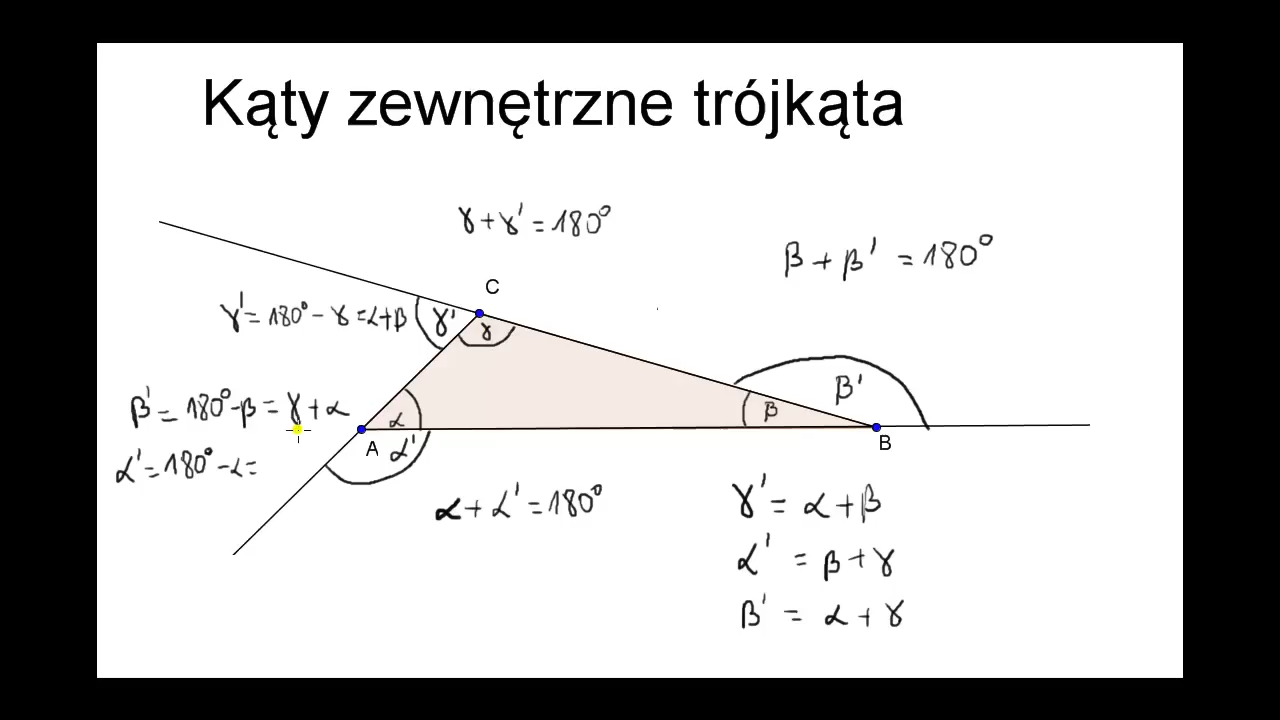 Kąty zewnętrzne trójkąta
γ + γ' = 180°
β + β' = 180°
C
γ' = 180° - γ = α + β
γ'
γ
β'
β' = 180° - β = γ + α
α
β
A
α'
B
α' = 180° - α =
α + α' = 180°
γ' = α + β
α' = β + γ
β' = α + γ